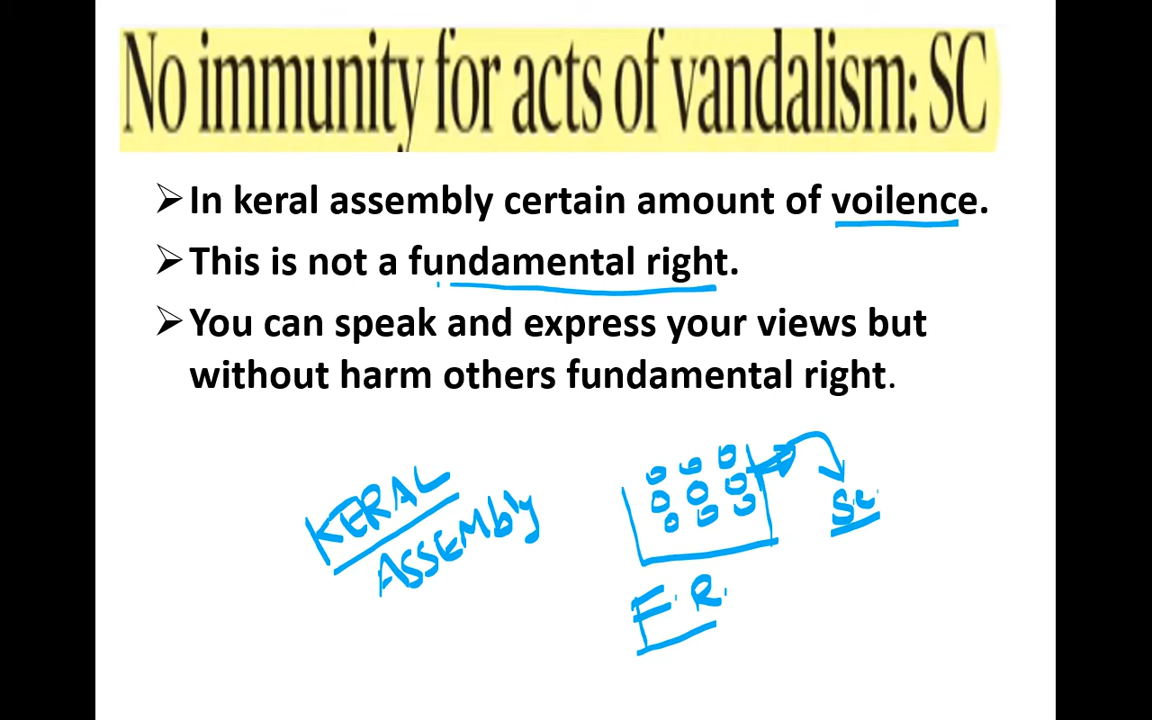 No immunity for acts of vandalism: SC
➢In keral assembly certain amount of voilence.
➢This is not a fundamental right.
➢You can speak and express your views but
without harm others fundamental right.
KERAL
ASSEMbly
F.R.
SC.